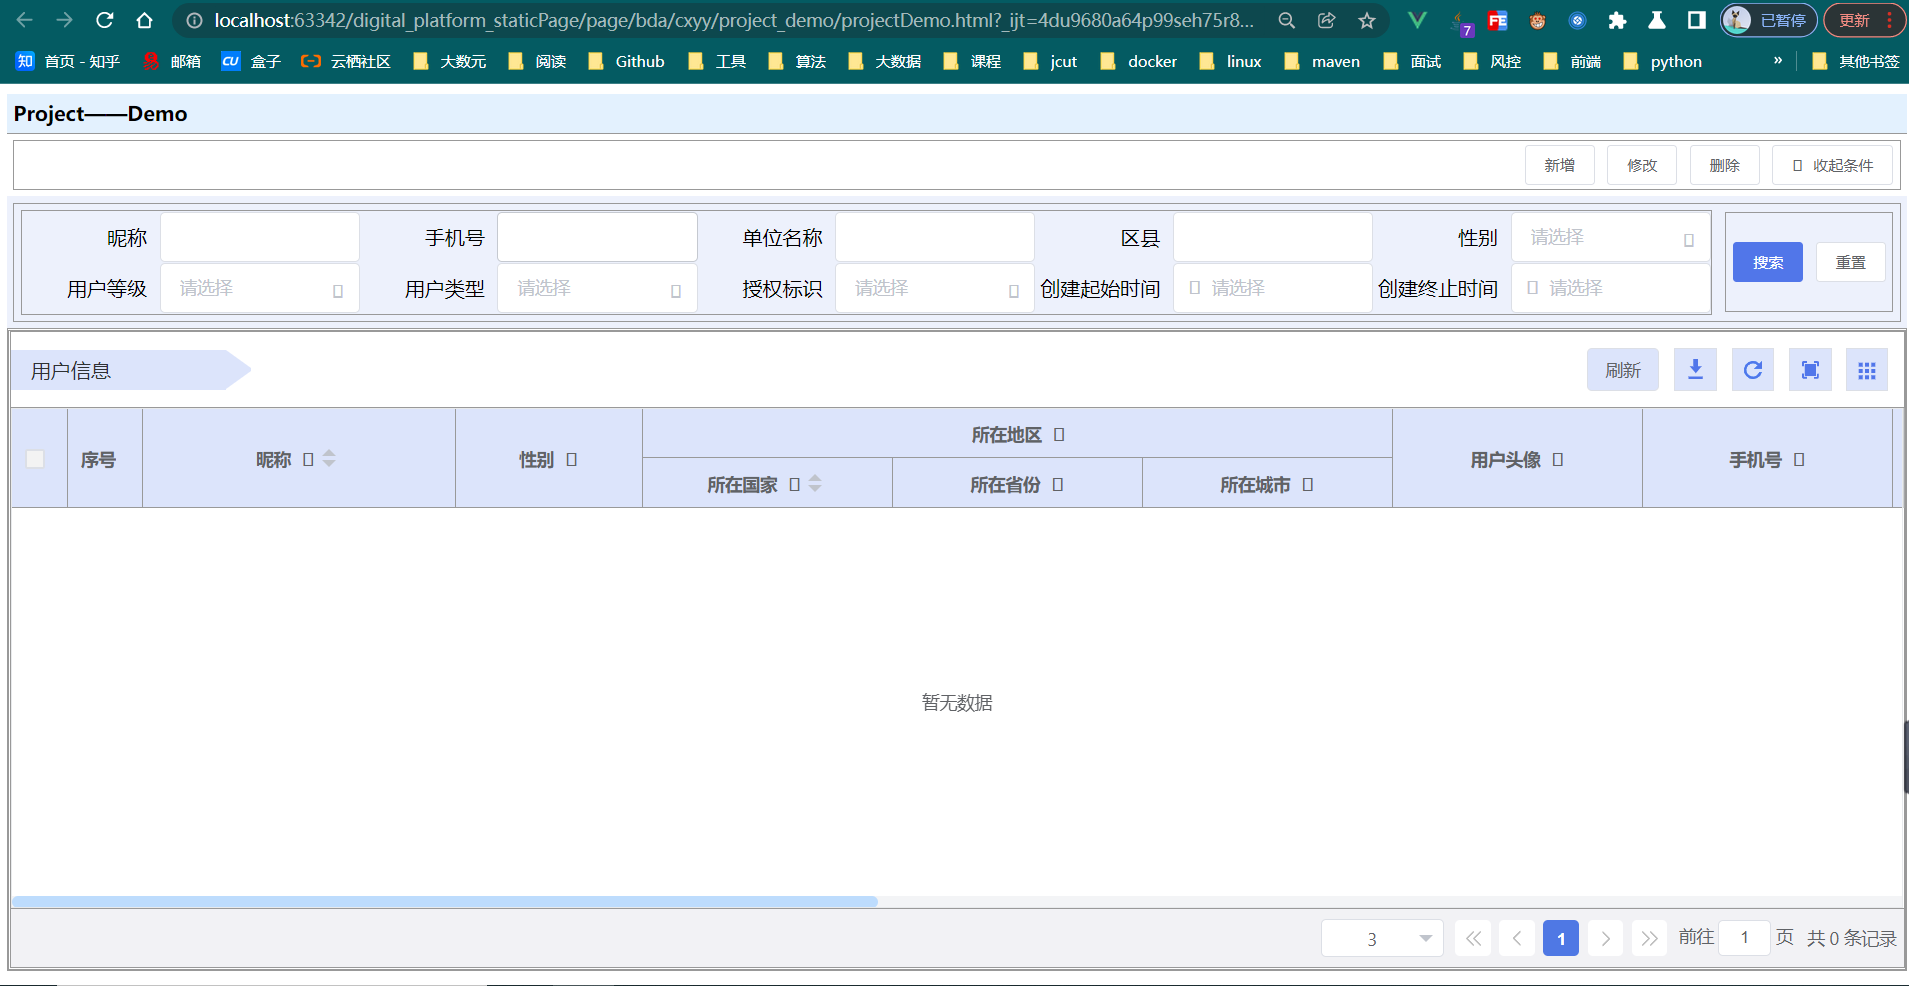 localhost:63342/digital_platform_staticPage/page/bda/cxyy/project_demo/projectDemo.html?_ijt=4du9680a64p99seh75r8... 7 FE 已暂停 更新
知 首页 - 知乎 邮箱 CU 盒子 云栖社区 大数元 阅读 Github 工具 算法 大数据 课程 jcut docker linux maven 面试 风控 前端 python » 其他书签
Project——Demo
新增 修改 删除 收起条件
昵称 手机号 单位名称 区县 性别 请选择
用户等级 请选择 用户类型 请选择 授权标识 请选择 创建起始时间 请选择 创建终止时间 请选择
搜索 重置
用户信息 刷新
序号 昵称 性别 所在地区 用户头像 手机号
所在国家 所在省份 所在城市
暂无数据
3 1 前往 1 页 共 0 条记录